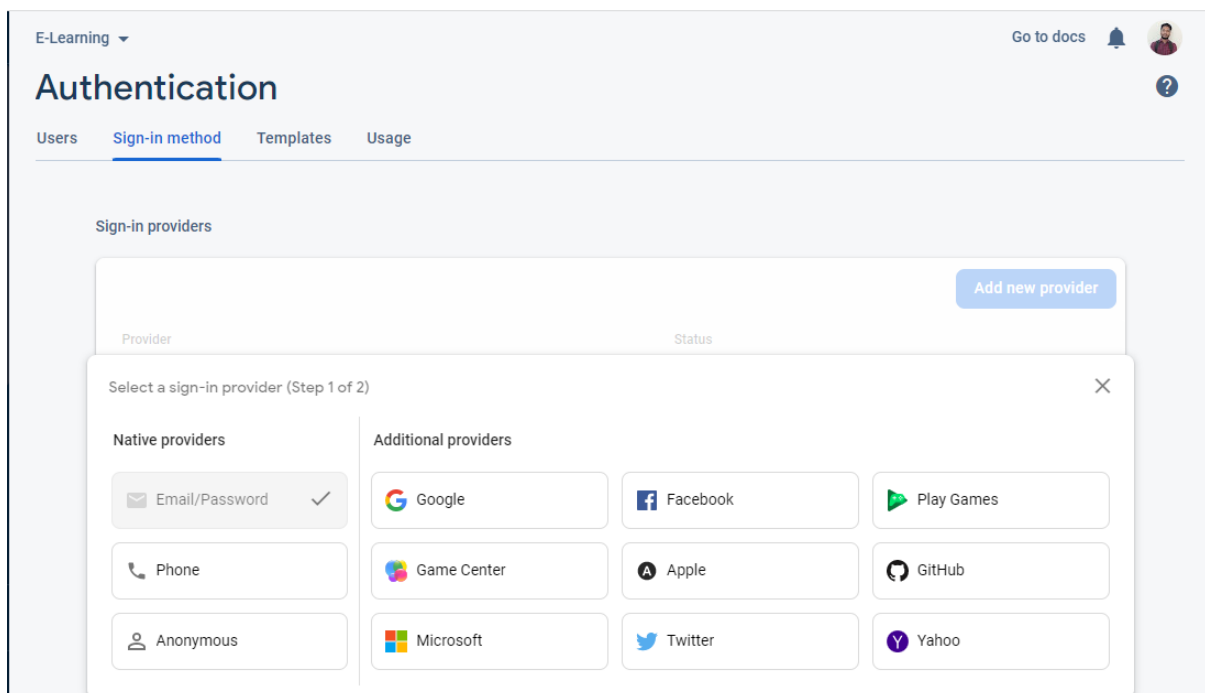 E-Learning
Go to docs
Authentication
Users Sign-in method Templates Usage
Sign-in providers
Add new provider
Provider Status
Select a sign-in provider (Step 1 of 2)
Native providers Additional providers
Email/Password Google Facebook Play Games
Phone Game Center Apple GitHub
Anonymous Microsoft Twitter Yahoo